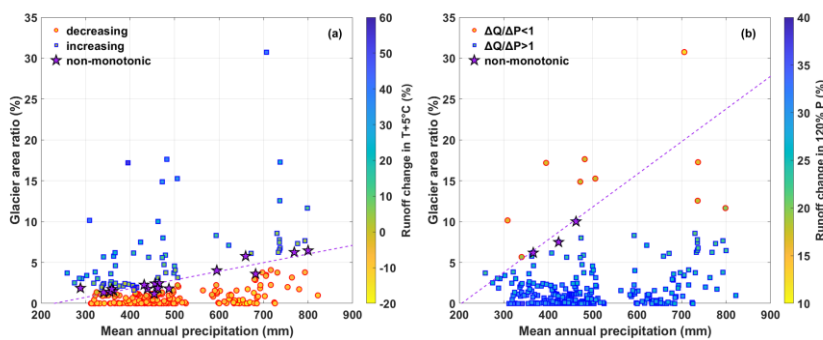 (a)
decreasing
increasing
non-monotonic
35
30
25
20
15
10
5
0
Glacier area ratio (%)
200 300 400 500 600 700 800 900
Mean annual precipitation (mm)
60
50
40
30
20
10
0
-10
-20
Runoff change in T+5°C (%)
(b)
ΔQ/ΔP<1
ΔQ/ΔP>1
non-monotonic
35
30
25
20
15
10
5
0
Glacier area ratio (%)
200 300 400 500 600 700 800 900
Mean annual precipitation (mm)
40
35
30
25
20
15
10
Runoff change in 120% P (%)